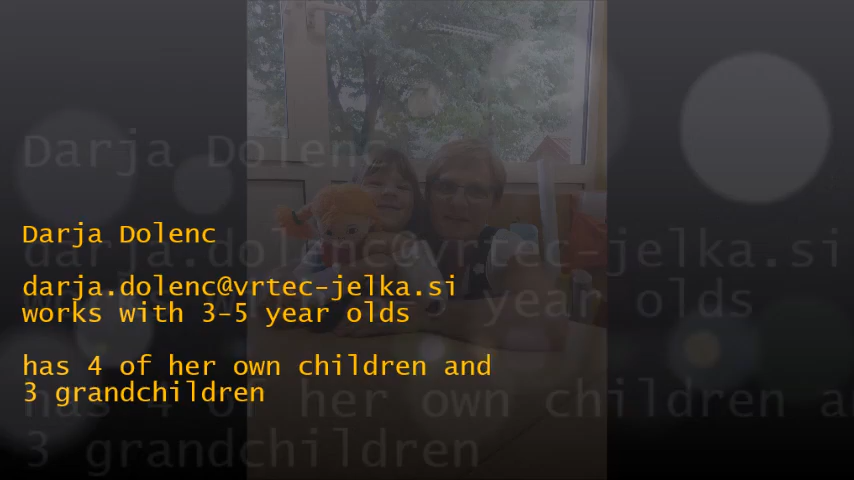 Darja Dolenc
darja.dolenc@vrtec-jelka.si
works with 3-5 year olds
has 4 of her own children and
3 grandchildren